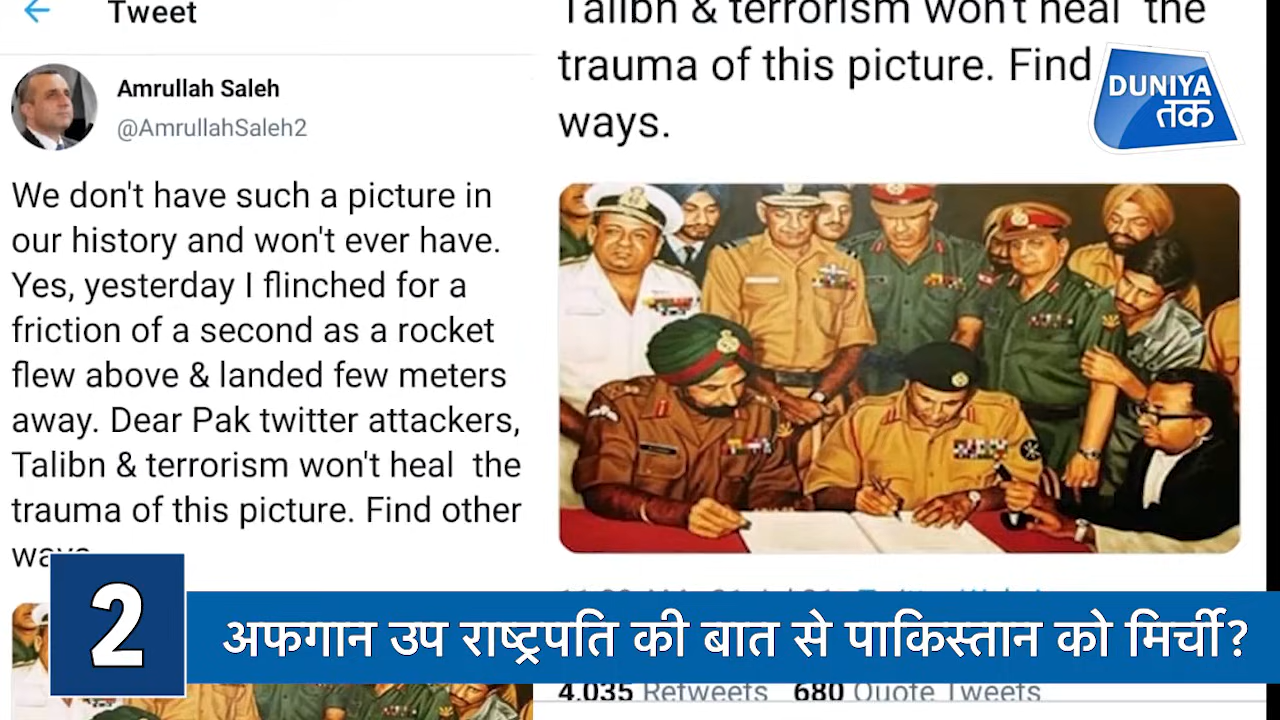 Tweet
Amrullah Saleh
@AmrullahSaleh2
We don't have such a picture in
our history and won't ever have.
Yes, yesterday I flinched for a
friction of a second as a rocket
flew above & landed few meters
away. Dear Pak twitter attackers,
Talibn & terrorism won't heal the
trauma of this picture. Find other
Talibn & terrorism won't heal the
trauma of this picture. Find
ways.
DUNIYA
तक
2
अफगान उप राष्ट्रपति की बात से पाकिस्तान को मिर्ची?
4,035 Retweets 680 Quote Tweets